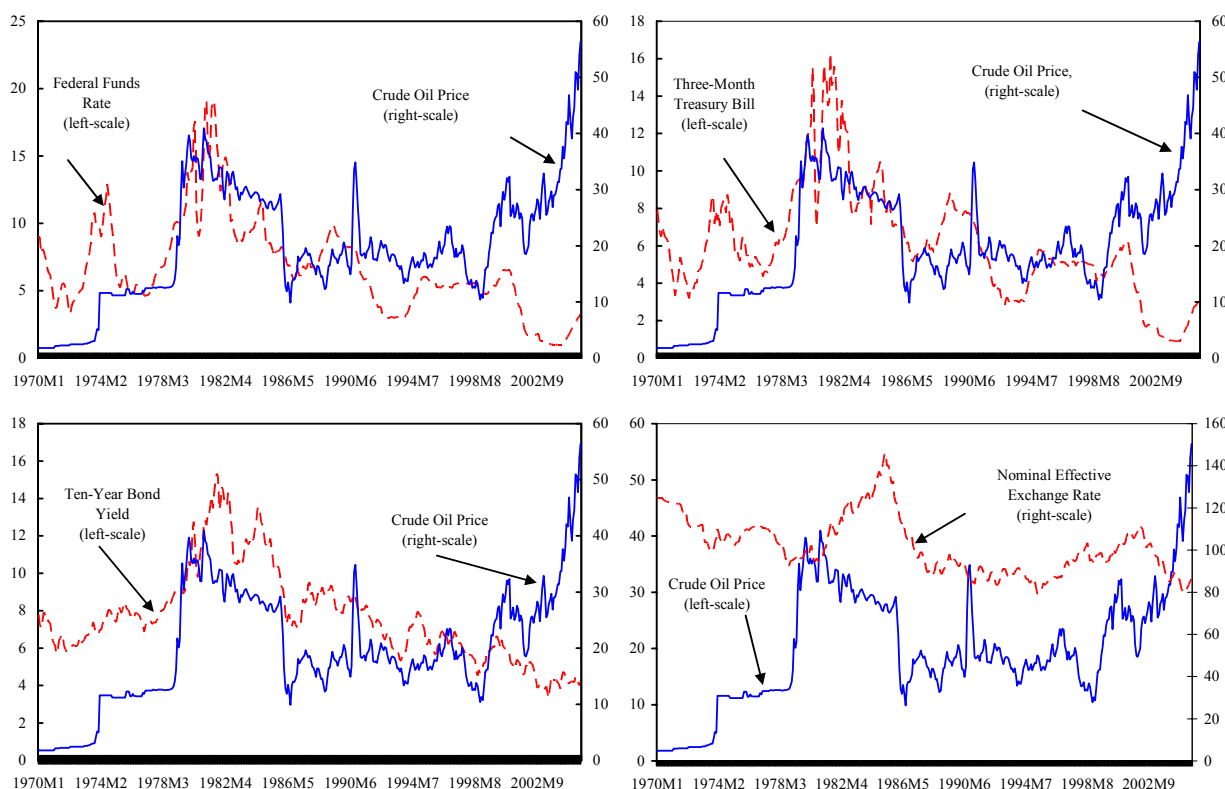 25
20
15
10
5
0
60
50
40
30
20
10
0
Federal Funds
Rate
(left-scale)
Crude Oil Price
(right-scale)
1970M1 1974M2 1978M3 1982M4 1986M5 1990M6 1994M7 1998M8 2002M9
18
16
14
12
10
8
6
4
2
0
60
50
40
30
20
10
0
Three-Month
Treasury Bill
(left-scale)
Crude Oil Price,
(right-scale)
1970M1 1974M2 1978M3 1982M4 1986M5 1990M6 1994M7 1998M8 2002M9
18
16
14
12
10
8
6
4
2
0
60
50
40
30
20
10
0
Ten-Year Bond
Yield
(left-scale)
Crude Oil Price
(right-scale)
1970M1 1974M2 1978M3 1982M4 1986M5 1990M6 1994M7 1998M8 2002M9
60
50
40
30
20
10
0
160
140
120
100
80
60
40
20
0
Nominal Effective
Exchange Rate
(right-scale)
Crude Oil Price
(left-scale)
1970M1 1974M2 1978M3 1982M4 1986M5 1990M6 1994M7 1998M8 2002M9